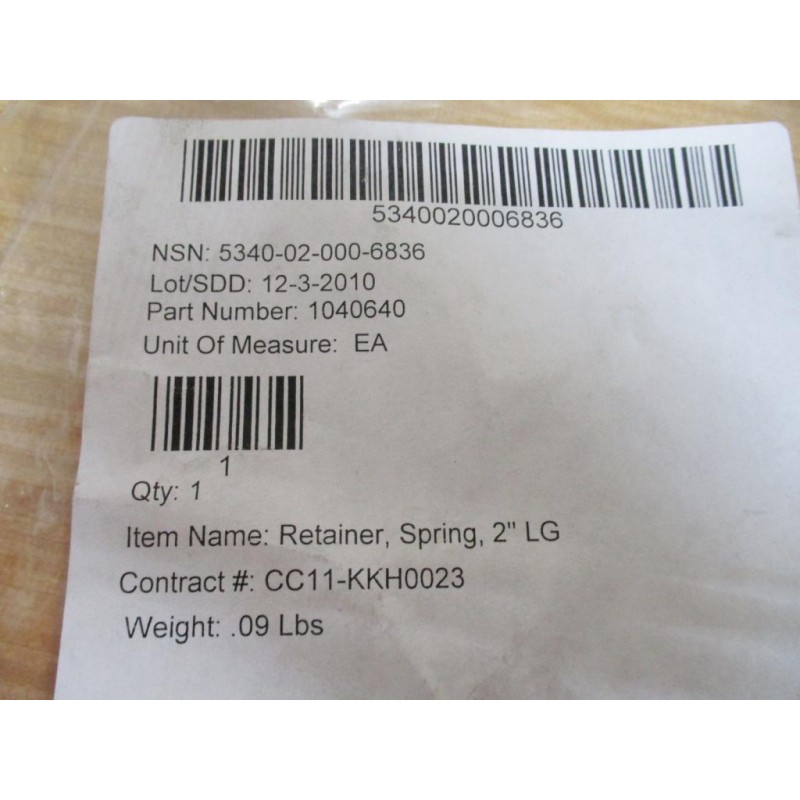 5340020006836
NSN: 5340-02-000-6836
Lot/SDD: 12-3-2010
Part Number: 1040640
Unit Of Measure: EA
1
Qty: 1
Item Name: Retainer, Spring, 2" LG
Contract #: CC11-KKH0023
Weight: .09 Lbs